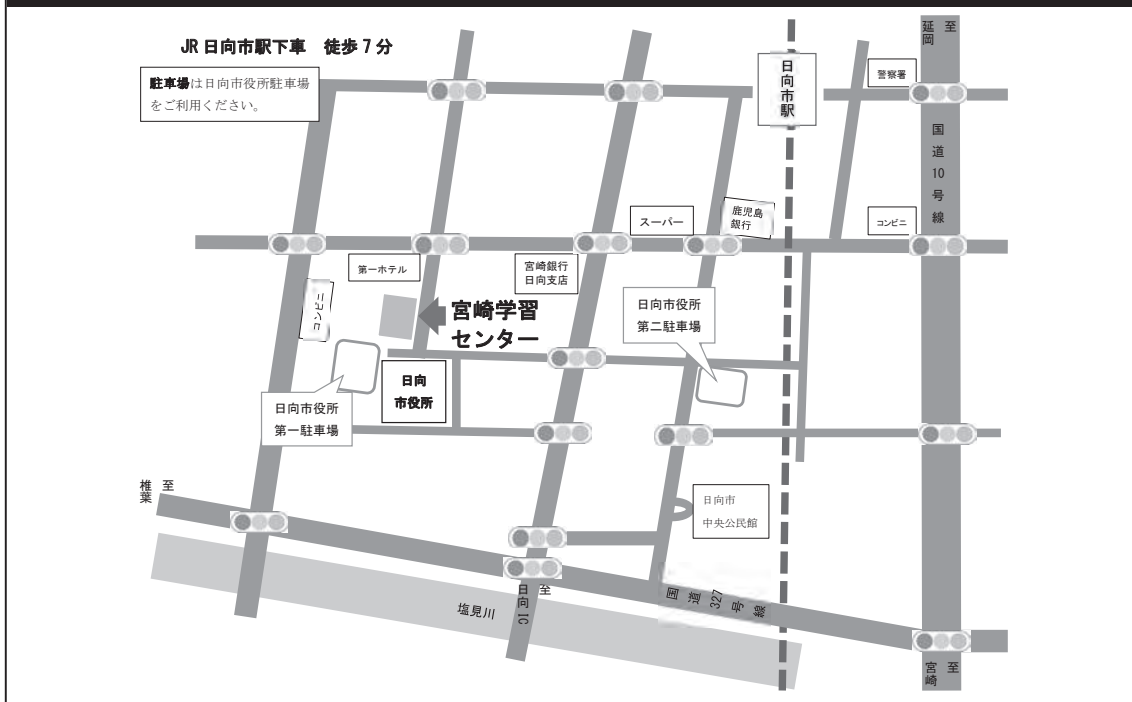 JR 日向市駅下車　徒歩 7 分
駐車場は日向市役所駐車場
をご利用ください。
日向市駅
警察署
至
延岡
国道10号線
スーパー
鹿児島
銀行
コンビニ
第一ホテル
宮崎銀行
日向支店
コンビニ
宮崎学習
センター
日向市役所
第二駐車場
日向
市役所
日向市役所
第一駐車場
至
椎葉
日向市
中央公民館
国道327号線
塩見川
至
日向IC
至
宮崎